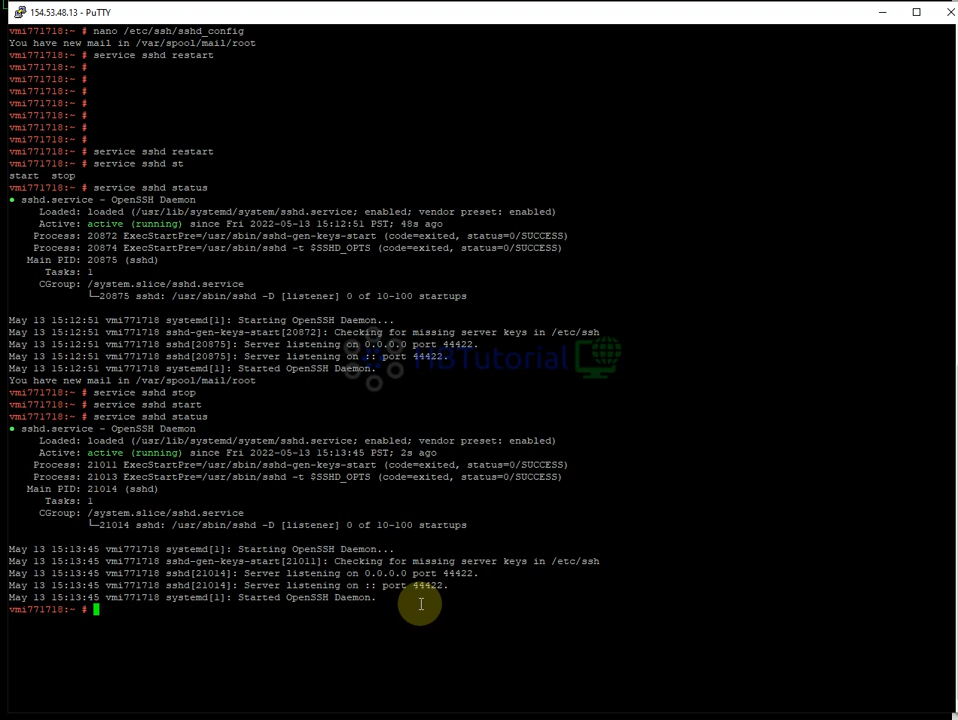 154.53.48.13 - PuTTY
vmi771718:~ # nano /etc/ssh/sshd_config
You have new mail in /var/spool/mail/root
vmi771718:~ # service sshd restart
vmi771718:~ #
vmi771718:~ #
vmi771718:~ #
vmi771718:~ #
vmi771718:~ #
vmi771718:~ #
vmi771718:~ #
vmi771718:~ # service sshd restart
vmi771718:~ # service sshd st
start  stop
vmi771718:~ # service sshd status
● sshd.service - OpenSSH Daemon
Loaded: loaded (/usr/lib/systemd/system/sshd.service; enabled; vendor preset: enabled)
Active: active (running) since Fri 2022-05-13 15:12:51 PST; 48s ago
Process: 20872 ExecStartPre=/usr/sbin/sshd-gen-keys-start (code=exited, status=0/SUCCESS)
Process: 20874 ExecStartPre=/usr/sbin/sshd -t $SSHD_OPTS (code=exited, status=0/SUCCESS)
Main PID: 20875 (sshd)
Tasks: 1
CGroup: /system.slice/sshd.service
└─20875 sshd: /usr/sbin/sshd -D [listener] 0 of 10-100 startups
May 13 15:12:51 vmi771718 systemd[1]: Starting OpenSSH Daemon...
May 13 15:12:51 vmi771718 sshd-gen-keys-start[20872]: Checking for missing server keys in /etc/ssh
May 13 15:12:51 vmi771718 sshd[20875]: Server listening on 0.0.0.0 port 44422.
May 13 15:12:51 vmi771718 sshd[20875]: Server listening on :: port 44422.
May 13 15:12:51 vmi771718 systemd[1]: Started OpenSSH Daemon.
HBTutorial
You have new mail in /var/spool/mail/root
vmi771718:~ # service sshd stop
vmi771718:~ # service sshd start
vmi771718:~ # service sshd status
● sshd.service - OpenSSH Daemon
Loaded: loaded (/usr/lib/systemd/system/sshd.service; enabled; vendor preset: enabled)
Active: active (running) since Fri 2022-05-13 15:13:45 PST; 2s ago
Process: 21011 ExecStartPre=/usr/sbin/sshd-gen-keys-start (code=exited, status=0/SUCCESS)
Process: 21013 ExecStartPre=/usr/sbin/sshd -t $SSHD_OPTS (code=exited, status=0/SUCCESS)
Main PID: 21014 (sshd)
Tasks: 1
CGroup: /system.slice/sshd.service
└─21014 sshd: /usr/sbin/sshd -D [listener] 0 of 10-100 startups
May 13 15:13:45 vmi771718 systemd[1]: Starting OpenSSH Daemon...
May 13 15:13:45 vmi771718 sshd-gen-keys-start[21011]: Checking for missing server keys in /etc/ssh
May 13 15:13:45 vmi771718 sshd[21014]: Server listening on 0.0.0.0 port 44422.
May 13 15:13:45 vmi771718 sshd[21014]: Server listening on :: port 44422.
May 13 15:13:45 vmi771718 systemd[1]: Started OpenSSH Daemon.
vmi771718:~ #